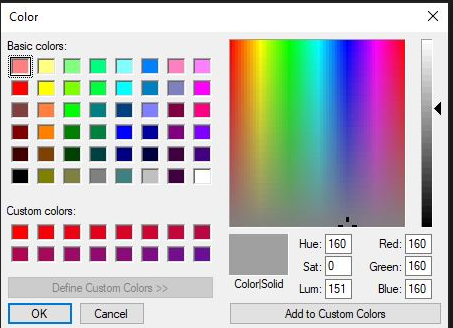 Color
Basic colors:
Custom colors:
Define Custom Colors >>
OK
Cancel
Color|Solid
Hue: 160
Sat: 0
Lum: 151
Red: 160
Green: 160
Blue: 160
Add to Custom Colors